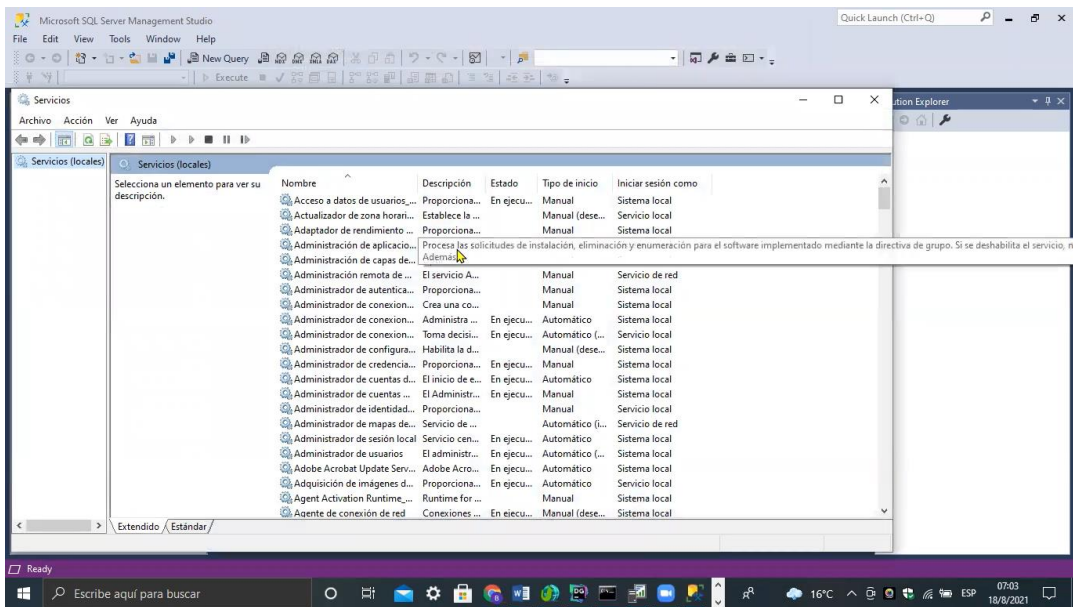 Microsoft SQL Server Management Studio
Quick Launch (Ctrl+Q)
File Edit View Tools Window Help
New Query
Execute
Servicios
ution Explorer
Archivo Acción Ver Ayuda
Servicios (locales)
Servicios (locales)
Selecciona un elemento para ver su
descripción.
Nombre Descripción Estado Tipo de inicio Iniciar sesión como
Acceso a datos de usuarios_... Proporciona... En ejecu... Manual Sistema local
Actualizador de zona horari... Establece la ... Manual (dese... Servicio local
Adaptador de rendimiento ... Proporciona... Manual Sistema local
Administración de aplicacio... Procesa las solicitudes de instalación, eliminación y enumeración para el software implementado mediante la directiva de grupo. Si se deshabilita el servicio,
Administración de capas de... Además
Administración remota de ... El servicio A... Manual Servicio de red
Administrador de autentica... Proporciona... Manual Sistema local
Administrador de conexion... Crea una co... Manual Sistema local
Administrador de conexion... Administra ... En ejecu... Automático Sistema local
Administrador de conexion... Toma decisi... En ejecu... Automático (... Servicio local
Administrador de configura... Habilita la d... Manual (dese... Sistema local
Administrador de credencia... Proporciona... En ejecu... Manual Sistema local
Administrador de cuentas d... El inicio de e... En ejecu... Automático Sistema local
Administrador de cuentas ... El Administr... En ejecu... Manual Sistema local
Administrador de identidad... Proporciona... Manual Servicio local
Administrador de mapas de... Servicio de ... Automático (i... Servicio de red
Administrador de sesión local Servicio cen... En ejecu... Automático Sistema local
Administrador de usuarios El administr... En ejecu... Automático (... Sistema local
Adobe Acrobat Update Serv... Adobe Acro... En ejecu... Automático Sistema local
Adquisición de imágenes d... Proporciona... En ejecu... Automático Servicio local
Agent Activation Runtime_... Runtime for ... Manual Sistema local
Agente de conexión de red Conexiones ... En ejecu... Manual (dese... Sistema local
Extendido Estándar
Ready
Escribe aquí para buscar
16°C ESP 07:03
18/8/2021